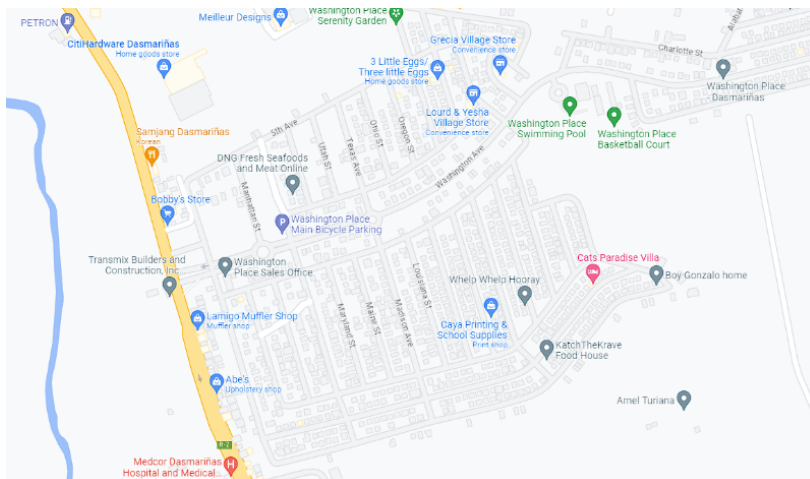 PETRON
Meilleur Designs
Washington Place
Serenity Garden
CitiHardware Dasmariñas
Home goods store
Grecia Village Store
Convenience store
Charlotte St
3 Little Eggs/
Three little Eggs
Home goods store
Washington Place
Dasmariñas
Lourd & Yesha
Village Store
Convenience store
Washington Place
Swimming Pool
Washington Place
Basketball Court
Samjang Dasmariñas
Korean
5th Ave
Ohio St
Oregon St
Texas Ave
Utah St
Washington Ave
DNG Fresh Seafoods
and Meat Online
Manhattan St
Bobby's Store
Washington Place
Main Bicycle Parking
Transmix Builders and
Construction, Inc.
Washington
Place Sales Office
Cats Paradise Villa
Boy Gonzalo home
Whelp Whelp Hooray
Louisiana St
Lamigo Muffler Shop
Muffler shop
Maryland St
Maine St
Madison Ave
Caya Printing &
School Supplies
Print shop
KatchTheKrave
Food House
Abe's
Upholstery shop
Arnel Turiana
Medcor Dasmariñas
Hospital and Medical...